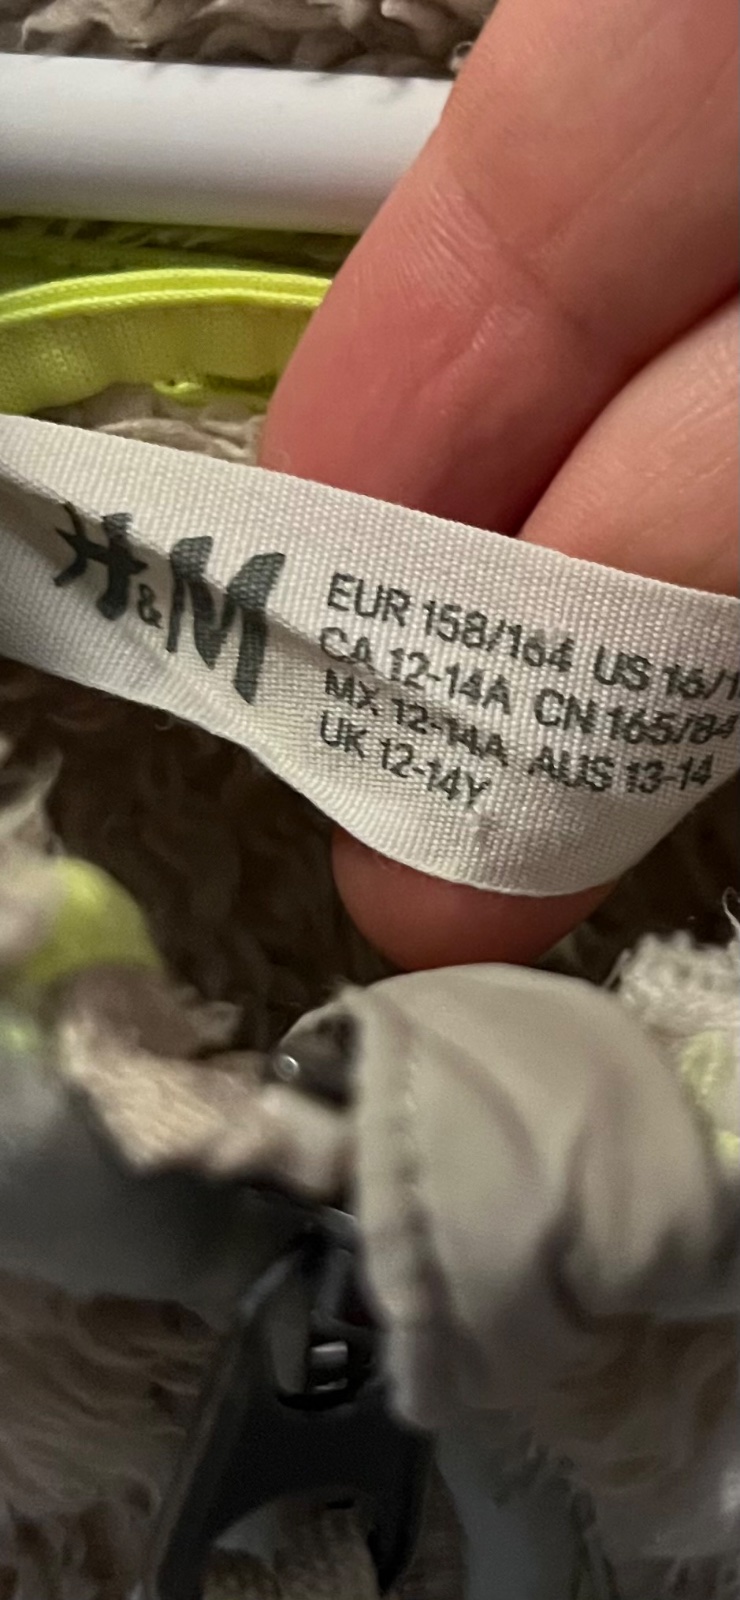 H&M
EUR 158/164 US 16/1
CA 12-14A CN 165/84
MX 12-14A AUS 13-14
UK 12-14Y